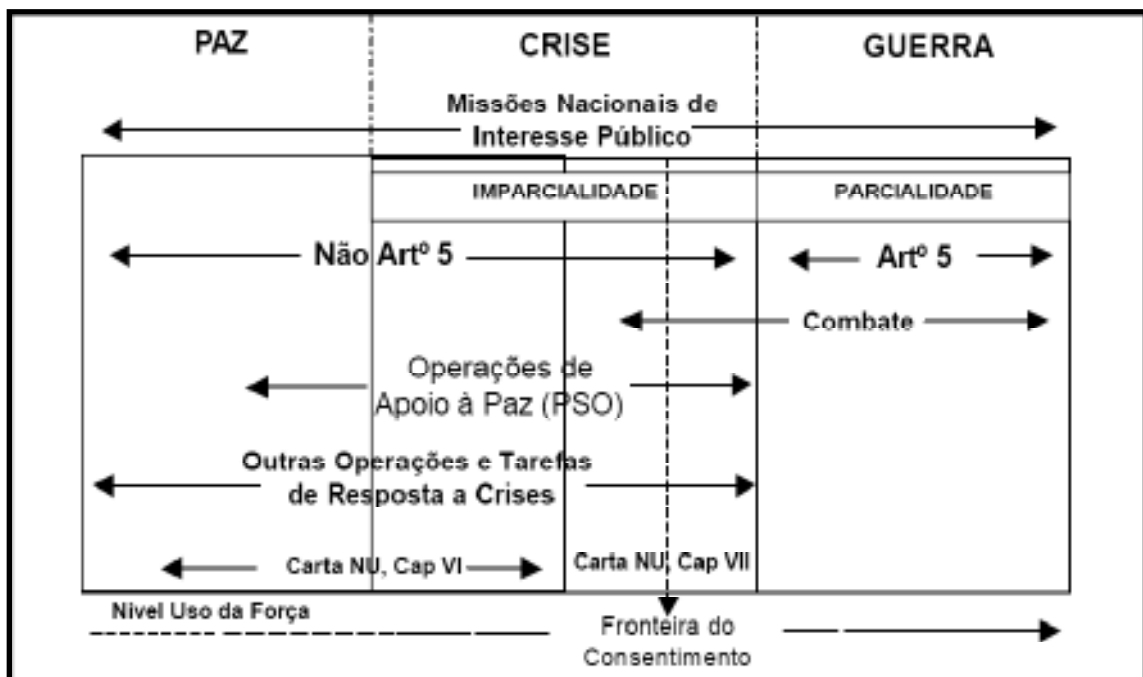 PAZ
CRISE
GUERRA
Missões Nacionais de
Interesse Público
IMPARCIALIDADE
PARCIALIDADE
Não Artº 5
Artº 5
Combate
Operações de
Apoio à Paz (PSO)
Outras Operações e Tarefas
de Resposta a Crises
Carta NU, Cap VI
Carta NU, Cap VII
Nível Uso da Força
Fronteira do
Consentimento